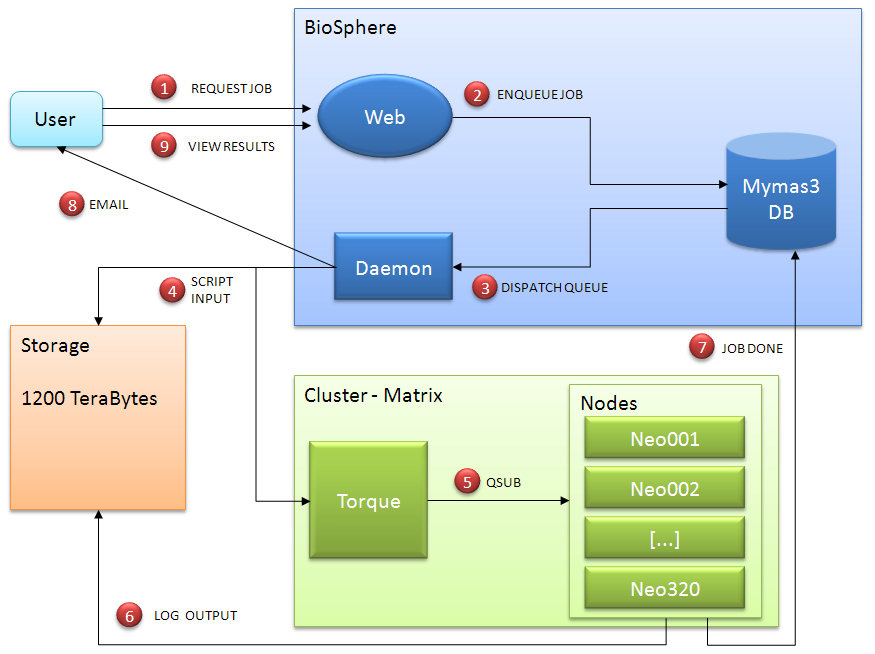 BioSphere
User
1 REQUEST JOB
Web
2 ENQUEUE JOB
9 VIEW RESULTS
Mymas3
DB
8 EMAIL
Daemon
3 DISPATCH QUEUE
4 SCRIPT
INPUT
Storage
1200 TeraBytes
7 JOB DONE
Cluster - Matrix
Nodes
Neo001
Torque
5 QSUB
Neo002
[...]
Neo320
6 LOG OUTPUT